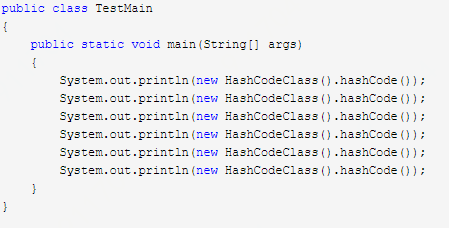 public class TestMain
{
    public static void main(String[] args)
    {
        System.out.println(new HashCodeClass().hashCode());
        System.out.println(new HashCodeClass().hashCode());
        System.out.println(new HashCodeClass().hashCode());
        System.out.println(new HashCodeClass().hashCode());
        System.out.println(new HashCodeClass().hashCode());
        System.out.println(new HashCodeClass().hashCode());
    }
}